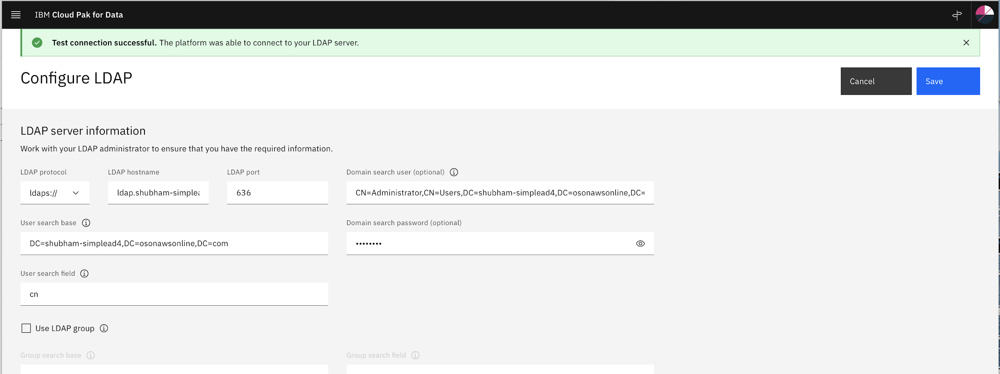 IBM Cloud Pak for Data
Test connection successful. The platform was able to connect to your LDAP server.
Configure LDAP
Cancel
Save
LDAP server information
Work with your LDAP administrator to ensure that you have the required information.
LDAP protocol
LDAP hostname
LDAP port
Domain search user (optional)
ldaps://
ldap.shubham-simplea
636
CN=Administrator,CN=Users,DC=shubham-simplead4,DC=osonawsonline,DC=
User search base
Domain search password (optional)
DC=shubham-simplead4,DC=osonawsonline,DC=com
••••••••
User search field
cn
Use LDAP group
Group search base
Group search field